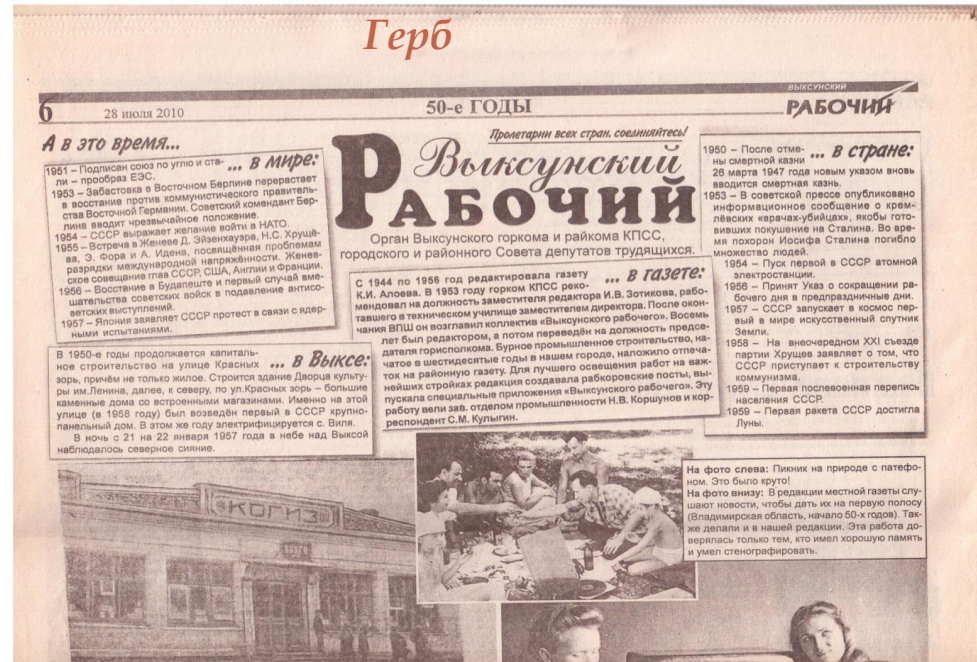 Герб
6
28 июля 2010
50-е ГОДЫ
ВЫКСУНСКИЙ
РАБОЧИЙ
А в это время...
... в мире:
1951 – Подписан союз по углю и ста-
ли – прообраз ЕЭС.
1953 – Забастовка в Восточном Берлине перерастает
в восстание против коммунистического правитель-
ства Восточной Германии. Советский комендант Бер-
лина вводит чрезвычайное положение.
1954 – СССР выражает желание войти в НАТО.
1955 – Встреча в Женеве Д. Эйзенхауэра, Н.С. Хрущё-
ва, Э. Фора и А. Идена, посвящённая проблемам
разрядки международной напряжённости. Женев-
ское совещание глав СССР, США, Англии и Франции.
1956 – Восстание в Будапеште и первый случай вме-
шательства советских войск в подавление антисо-
ветских выступлений.
1957 – Япония заявляет СССР протест в связи с ядер-
ными испытаниями.
... в Выксе:
В 1950-е годы продолжается капиталь-
ное строительство на улице Красных
зорь, причём не только жилое. Строится здание Дворца культу-
ры им.Ленина, далее, к северу, по ул.Красных зорь – большие
каменные дома со встроенными магазинами. Именно на этой
улице (в 1958 году) был возведён первый в СССР крупно-
панельный дом. В этом же году электрифицируется с. Виля.
В ночь с 21 на 22 января 1957 года в небе над Выксой
наблюдалось северное сияние.
Пролетарии всех стран, соединяйтесь!
Выксунский
РАБОЧИЙ
Орган Выксунского горкома и райкома КПСС,
городского и районного Совета депутатов трудящихся.
... в газете:
С 1944 по 1956 год редактировала газету
К.И. Алоева. В 1953 году горком КПСС реко-
мендовал на должность заместителя редактора И.В. Зотикова, рабо-
тавшего в техническом училище заместителем директора. После окон-
чания ВПШ он возглавил коллектив «Выксунского рабочего». Восемь
лет был редактором, а потом переведён на должность предсе-
дателя горисполкома. Бурное промышленное строительство, на-
чатое в шестидесятые годы в нашем городе, наложило отпеча-
ток на районную газету. Для лучшего освещения работ на важ-
нейших стройках редакция создавала рабкоровские посты, вы-
пускала специальные приложения «Выксунского рабочего». Эту
работу вели зав. отделом промышленности Н.В. Коршунов и кор-
респондент С.М. Кулыгин.
... в стране:
1950 – После отме-
ны смертной казни
26 марта 1947 года новым указом вновь
вводится смертная казнь.
1953 – В советской прессе опубликовано
информационное сообщение о крем-
лёвских «врачах-убийцах», якобы гото-
вивших покушение на Сталина. Во вре-
мя похорон Иосифа Сталина погибло
множество людей.
1954 – Пуск первой в СССР атомной
электростанции.
1956 – Принят Указ о сокращении ра-
бочего дня в предпраздничные дни.
1957 – СССР запускает в космос пер-
вый в мире искусственный спутник
Земли.
1958 – На внеочередном XXI съезде
партии Хрущев заявляет о том, что
СССР приступает к строительству
коммунизма.
1959 – Первая послевоенная перепись
населения СССР.
1959 – Первая ракета СССР достигла
Луны.
КОГИЗ
На фото слева: Пикник на природе с патефо-
ном. Это было круто!
На фото внизу: В редакции местной газеты слу-
шают новости, чтобы дать их на первую полосу
(Владимирская область, начало 50-х годов). Так-
же делали и в нашей редакции. Эта работа до-
верялась только тем, кто имел хорошую память
и умел стенографировать.